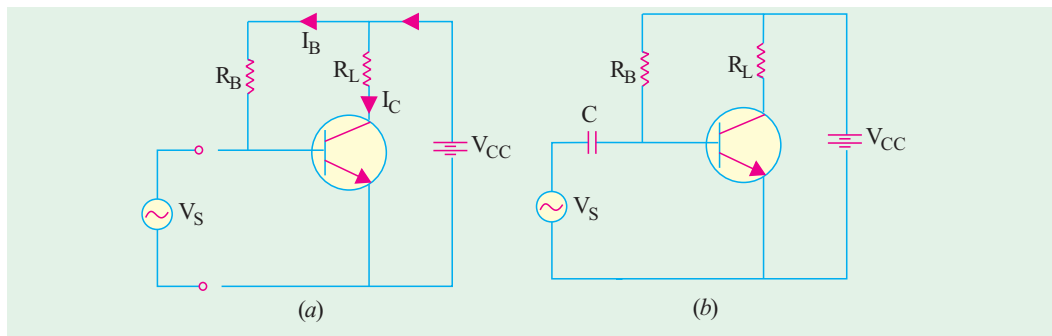 I_B
R_B
R_L
I_C
V_CC
V_S
(a)
R_B
R_L
C
V_CC
V_S
(b)